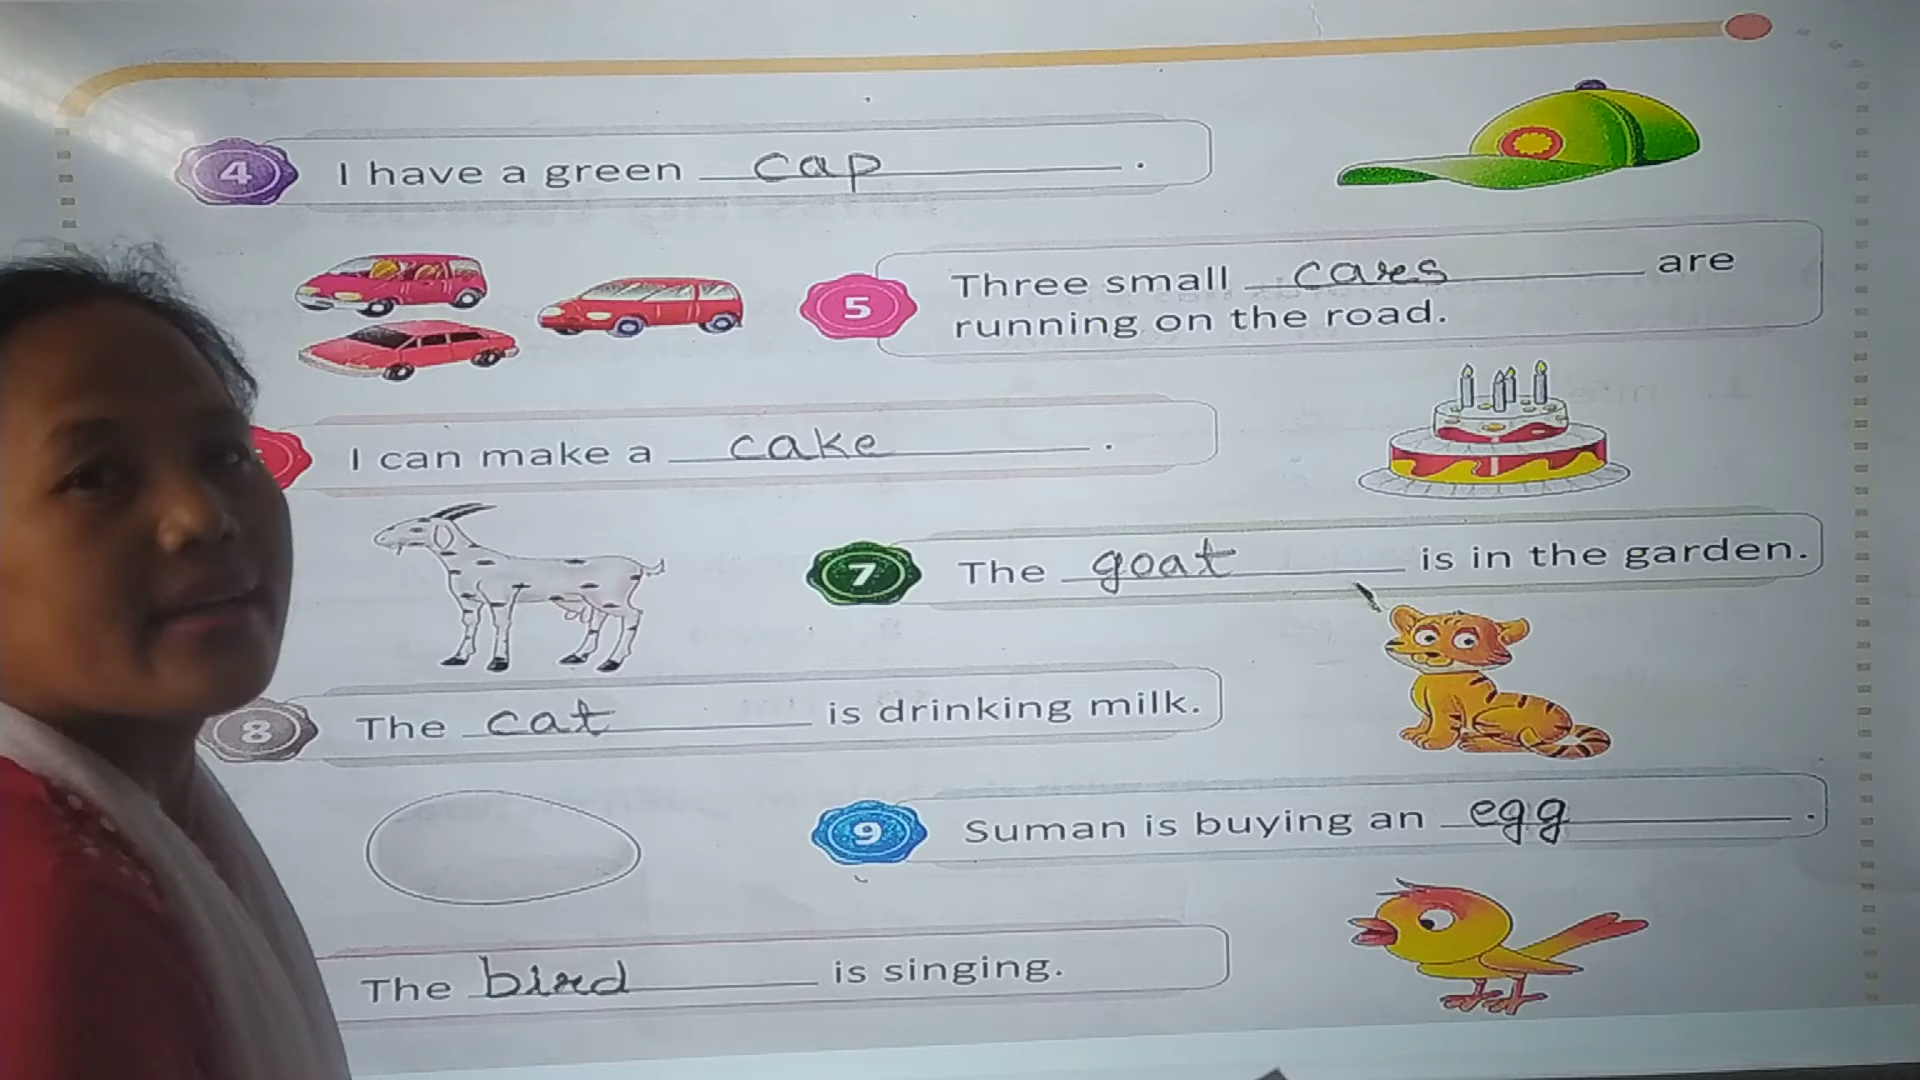 4 I have a green cap .
5 Three small cars are
running on the road.
I can make a cake .
7 The goat is in the garden.
8 The cat is drinking milk.
9 Suman is buying an egg .
The bird is singing.